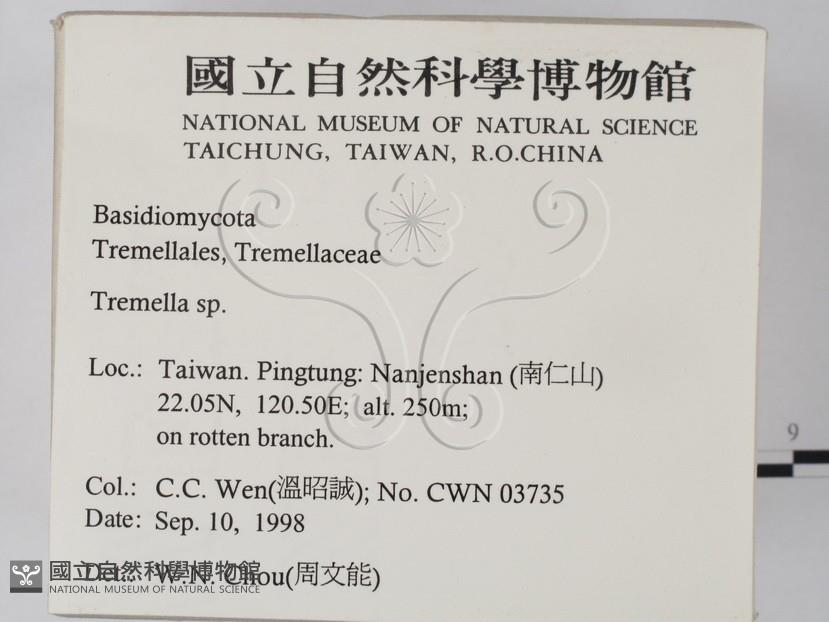 國立自然科學博物館
NATIONAL MUSEUM OF NATURAL SCIENCE
TAICHUNG, TAIWAN, R.O.CHINA
Basidiomycota
Tremellales, Tremellaceae
Tremella sp.
Loc.: Taiwan. Pingtung: Nanjenshan (南仁山)
22.05N, 120.50E; alt. 250m;
on rotten branch.
9
Col.: C.C. Wen(溫昭誠); No. CWN 03735
Date: Sep. 10, 1998
Det.: W.N. Chou(周文能)
國立自然科學博物館
NATIONAL MUSEUM OF NATURAL SCIENCE